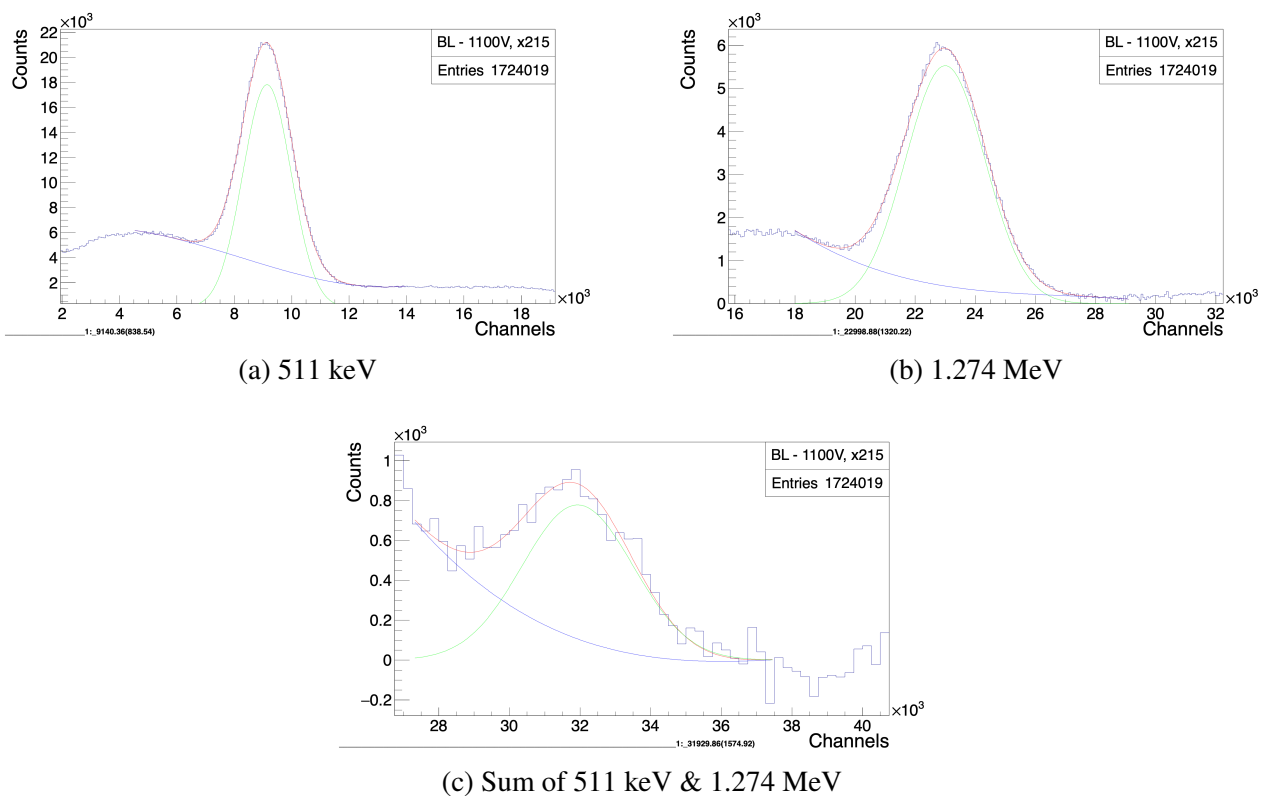 ×10³
Counts
22
20
18
16
14
12
10
8
6
4
2
BL - 1100V, x215
Entries 1724019
2 4 6 8 10 12 14 16 18
×10³
Channels
1:_9140.36(838.54)
(a) 511 keV
×10³
Counts
6
5
4
3
2
1
0
BL - 1100V, x215
Entries 1724019
16 18 20 22 24 26 28 30 32
×10³
Channels
1:_22998.88(1320.22)
(b) 1.274 MeV
×10³
Counts
1
0.8
0.6
0.4
0.2
0
−0.2
BL - 1100V, x215
Entries 1724019
28 30 32 34 36 38 40
×10³
Channels
1:_31929.86(1574.92)
(c) Sum of 511 keV & 1.274 MeV